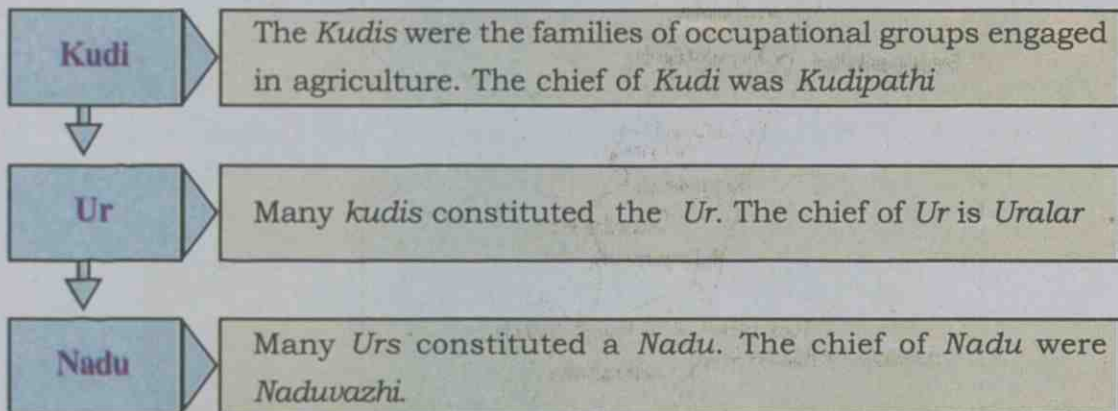 Kudi
The Kudis were the families of occupational groups engaged
in agriculture. The chief of Kudi was Kudipathi
Ur
Many kudis constituted the Ur. The chief of Ur is Uralar
Nadu
Many Urs constituted a Nadu. The chief of Nadu were
Naduvazhi.